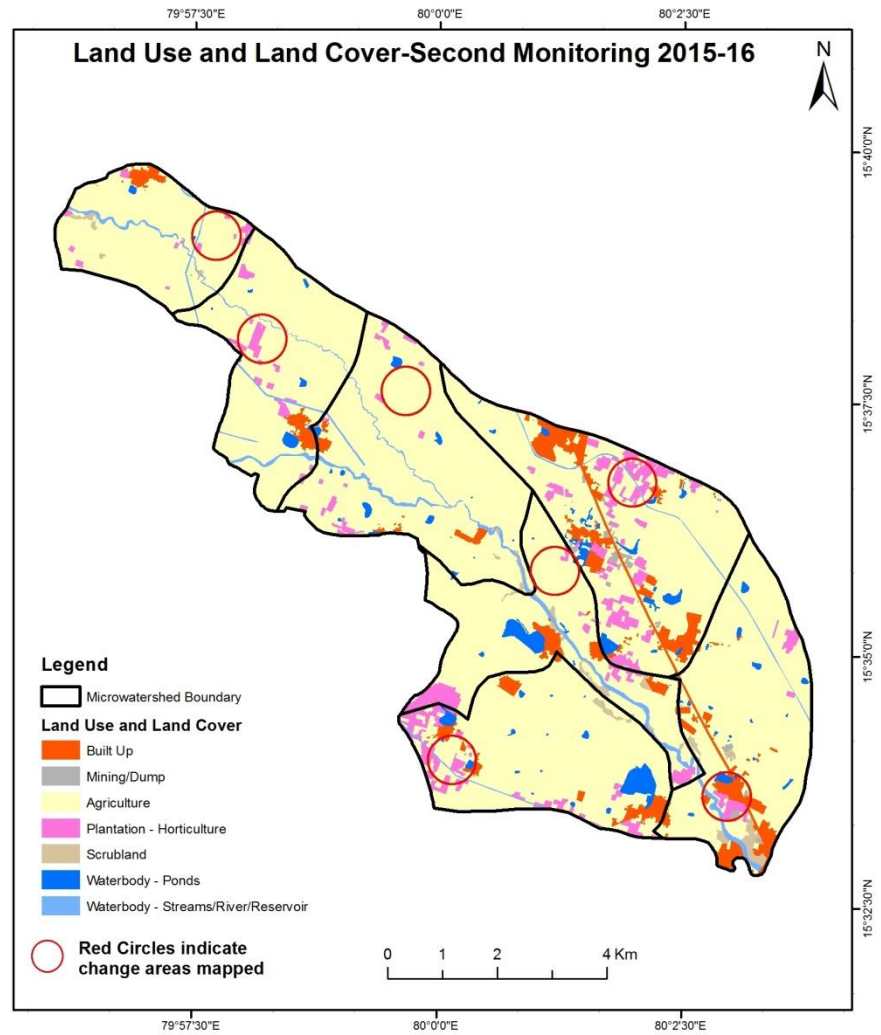 79°57'30"E 80°0'0"E 80°2'30"E
Land Use and Land Cover-Second Monitoring 2015-16
N
15°40'0"N
15°37'30"N
15°35'0"N
15°32'30"N
Legend
Microwatershed Boundary
Land Use and Land Cover
Built Up
Mining/Dump
Agriculture
Plantation - Horticulture
Scrubland
Waterbody - Ponds
Waterbody - Streams/River/Reservoir
Red Circles indicate
change areas mapped
0 1 2 4 Km
79°57'30"E 80°0'0"E 80°2'30"E